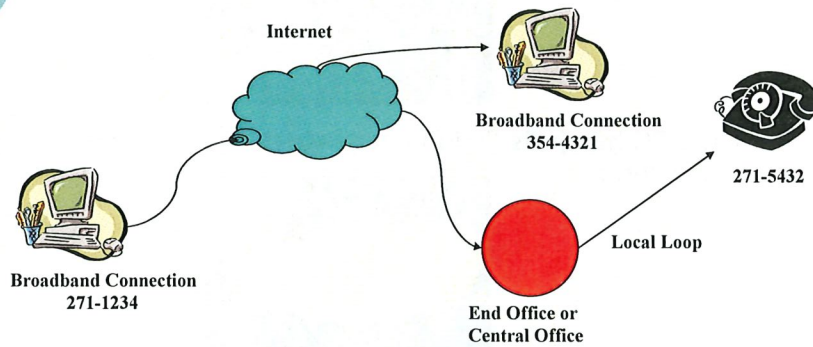 Internet
Broadband Connection
354-4321
271-5432
Broadband Connection
271-1234
Local Loop
End Office or
Central Office